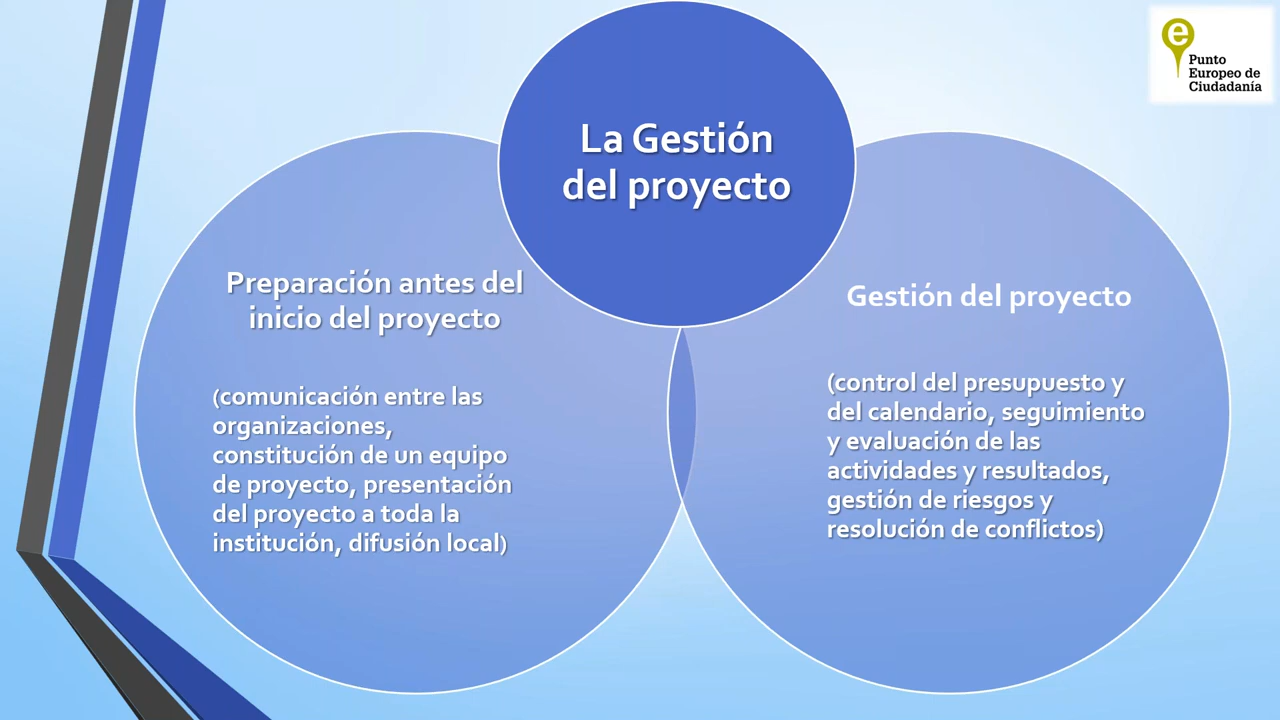 e
Punto
Europeo de
Ciudadanía
La Gestión
del proyecto
Preparación antes del
inicio del proyecto
(comunicación entre las
organizaciones,
constitución de un equipo
de proyecto, presentación
del proyecto a toda la
institución, difusión local)
Gestión del proyecto
(control del presupuesto y
del calendario, seguimiento
y evaluación de las
actividades y resultados,
gestión de riesgos y
resolución de conflictos)